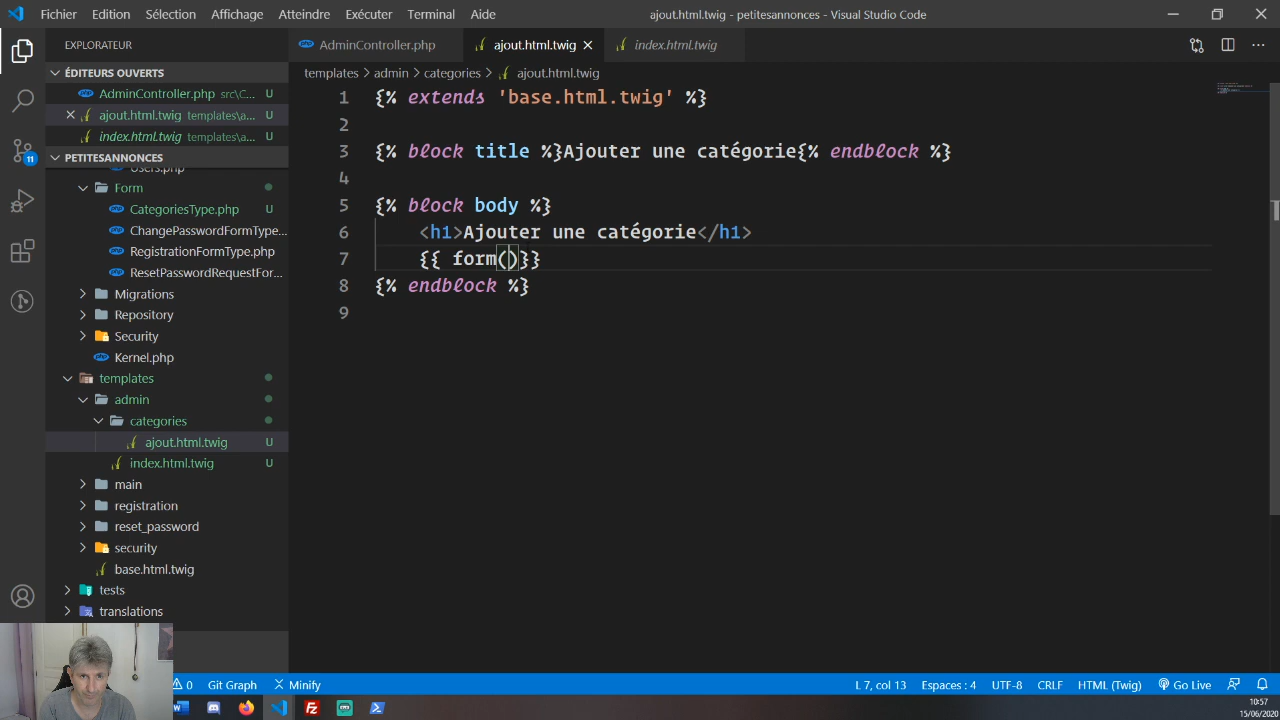 Fichier Edition Sélection Affichage Atteindre Exécuter Terminal Aide ajout.html.twig - petitesannonces - Visual Studio Code
EXPLORATEUR
ÉDITEURS OUVERTS
AdminController.php src\C... U
ajout.html.twig templates\a... U
index.html.twig templates\a... U
PETITESANNONCES
Users.php
Form
CategoriesType.php U
ChangePasswordFormType...
RegistrationFormType.php
ResetPasswordRequestFor...
Migrations
Repository
Security
Kernel.php
templates
admin
categories
ajout.html.twig U
index.html.twig U
main
registration
reset_password
security
base.html.twig
tests
translations
AdminController.php ajout.html.twig index.html.twig
templates > admin > categories > ajout.html.twig
1 {% extends 'base.html.twig' %}
2
3 {% block title %}Ajouter une catégorie{% endblock %}
4
5 {% block body %}
6 <h1>Ajouter une catégorie</h1>
7 {{ form()}}
8 {% endblock %}
9
11
0 Git Graph Minify L 7, col 13 Espaces : 4 UTF-8 CRLF HTML (Twig) Go Live
10:57
15/06/2020